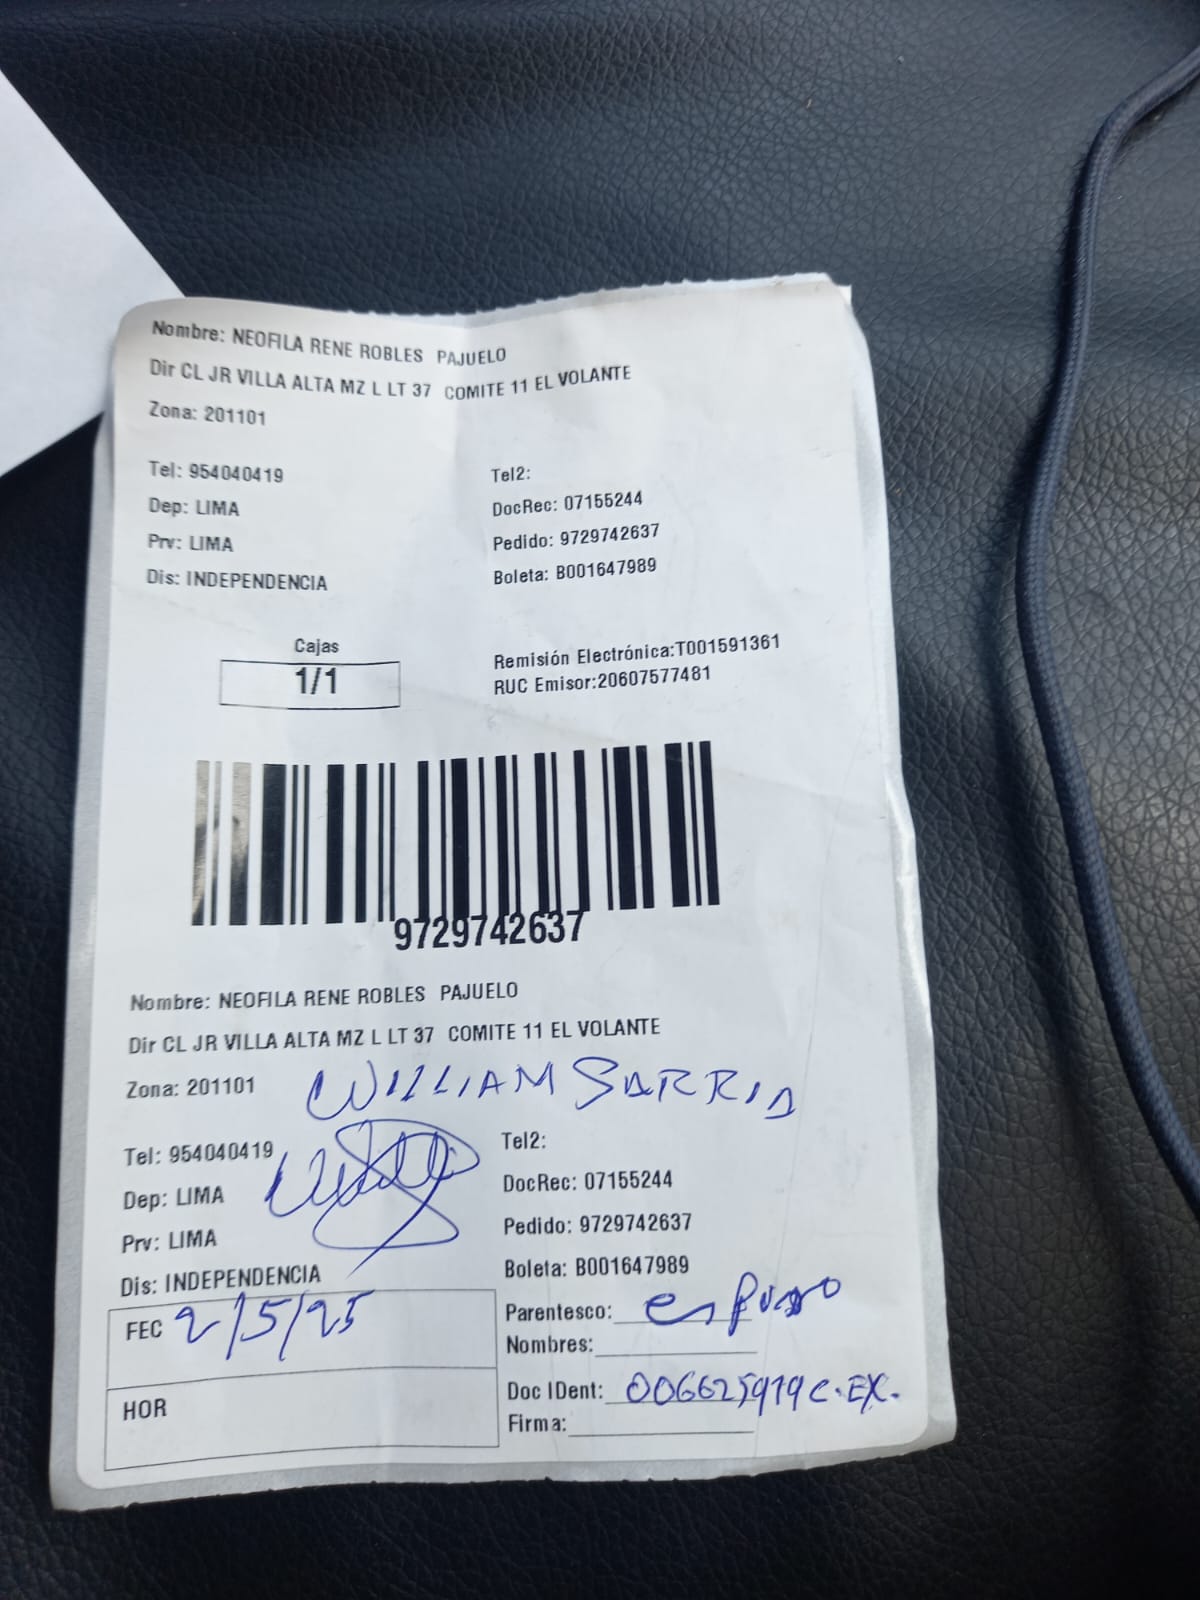 Nombre: NEOFILA RENE ROBLES PAJUELO
Dir CL JR VILLA ALTA MZ L LT 37 COMITE 11 EL VOLANTE
Zona: 201101
Tel: 954040419 Tel2:
Dep: LIMA DocRec: 07155244
Prv: LIMA Pedido: 9729742637
Dis: INDEPENDENCIA Boleta: B001647989
Cajas
1/1
Remisión Electrónica:T001591361
RUC Emisor:20607577481
9729742637
Nombre: NEOFILA RENE ROBLES PAJUELO
Dir CL JR VILLA ALTA MZ L LT 37 COMITE 11 EL VOLANTE
Zona: 201101 WILLIAM SARRIA
Tel: 954040419 Tel2:
Dep: LIMA DocRec: 07155244
Prv: LIMA Pedido: 9729742637
Dis: INDEPENDENCIA Boleta: B001647989
FEC 2/5/25 Parentesco: esposo
Nombres:
HOR Doc IDent: 006625979 C.EX.
Firma: